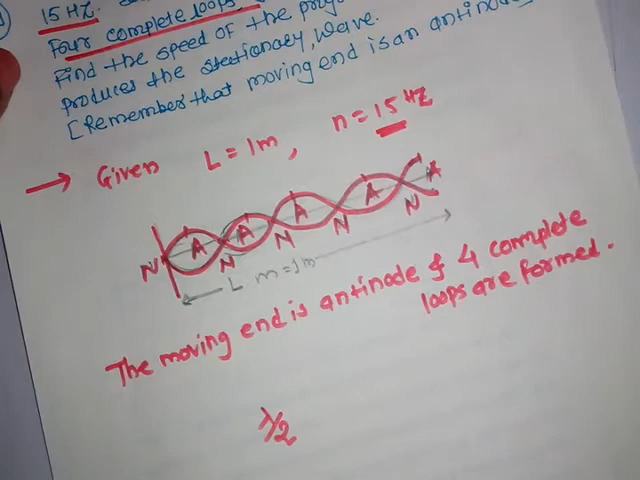 15 HZ.
Four complete loops
Find the speed of the prog
produces the stationary, wave.
[Remember that moving end is an antinode
→ Given L = 1m, n = 15 HZ
A A A A A
N N N N N
L m = 1m
The moving end is antinode & 4 complete
loops are formed.
λ/2